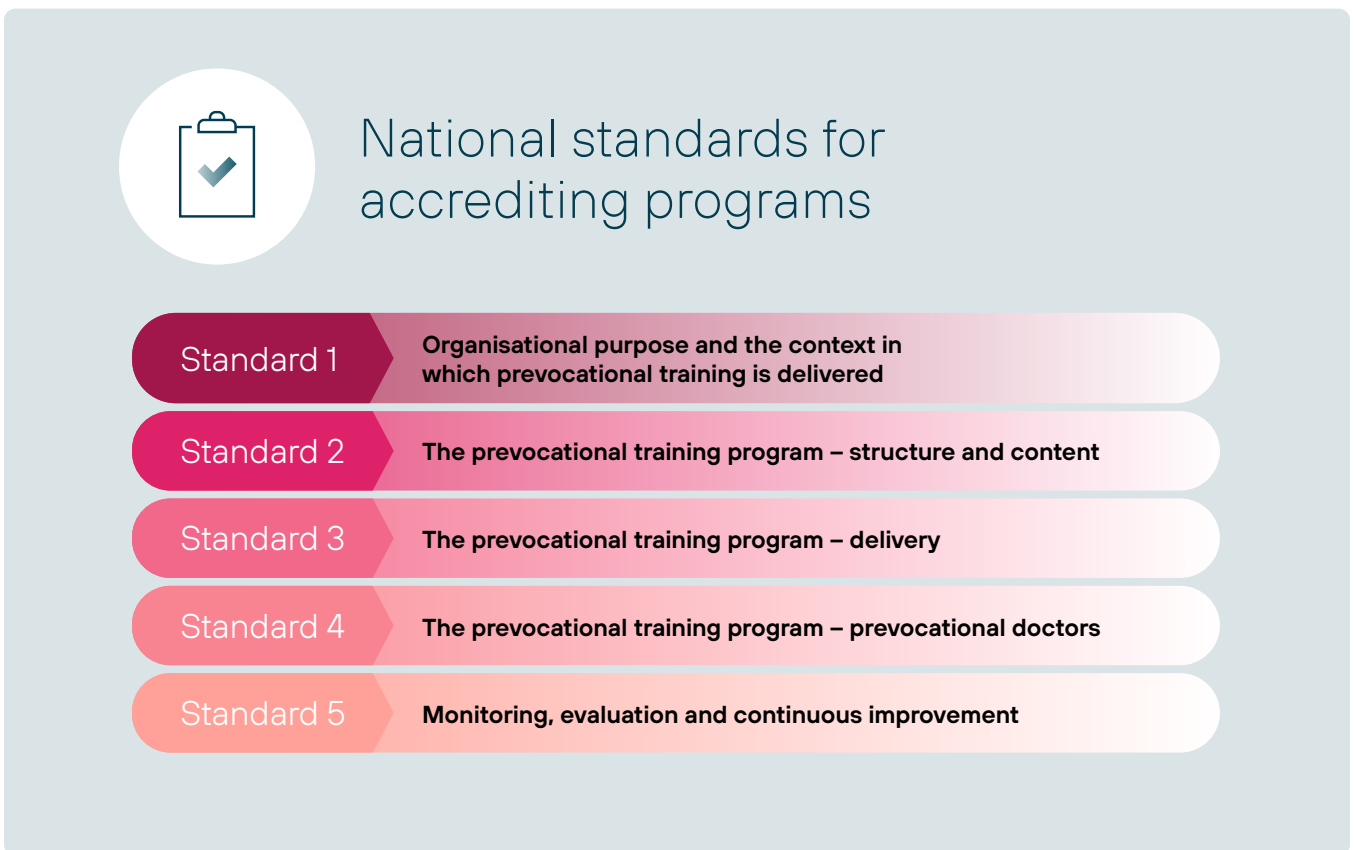 National standards for
accrediting programs
Standard 1
Organisational purpose and the context in
which prevocational training is delivered
Standard 2
The prevocational training program – structure and content
Standard 3
The prevocational training program – delivery
Standard 4
The prevocational training program – prevocational doctors
Standard 5
Monitoring, evaluation and continuous improvement